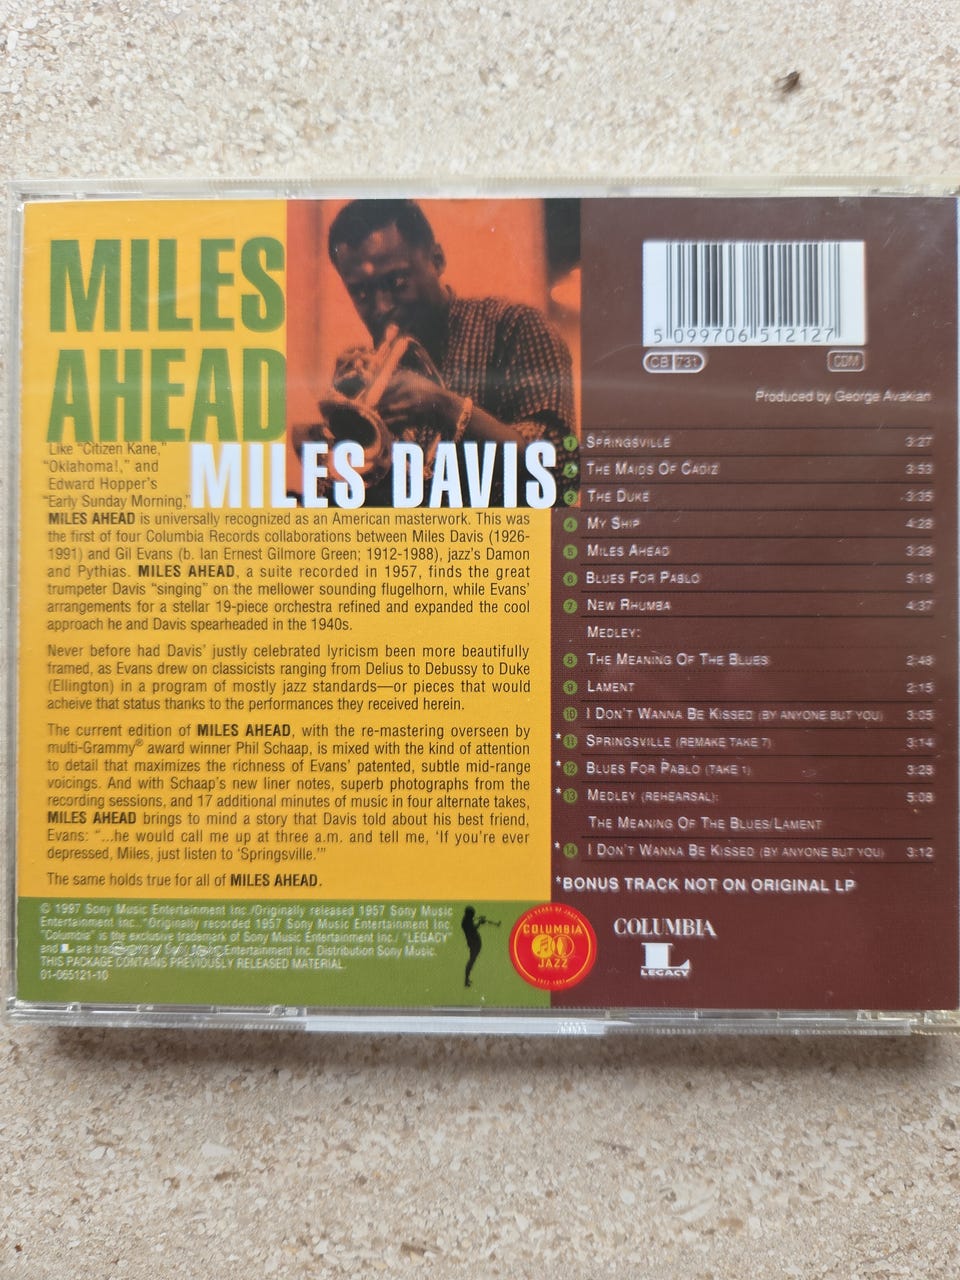 MILES
AHEAD
MILES DAVIS
Like "Citizen Kane,"
"Oklahoma!," and
Edward Hopper's
"Early Sunday Morning,"
MILES AHEAD is universally recognized as an American masterwork. This was
the first of four Columbia Records collaborations between Miles Davis (1926-
1991) and Gil Evans (b. Ian Ernest Gilmore Green; 1912-1988), jazz's Damon
and Pythias. MILES AHEAD, a suite recorded in 1957, finds the great
trumpeter Davis "singing" on the mellower sounding flugelhorn, while Evans'
arrangements for a stellar 19-piece orchestra refined and expanded the cool
approach he and Davis spearheaded in the 1940s.
Never before had Davis' justly celebrated lyricism been more beautifully
framed, as Evans drew on classicists ranging from Delius to Debussy to Duke
(Ellington) in a program of mostly jazz standards—or pieces that would
acheive that status thanks to the performances they received herein.
The current edition of MILES AHEAD, with the re-mastering overseen by
multi-Grammy® award winner Phil Schaap, is mixed with the kind of attention
to detail that maximizes the richness of Evans' patented, subtle mid-range
voicings. And with Schaap's new liner notes, superb photographs from the
recording sessions, and 17 additional minutes of music in four alternate takes,
MILES AHEAD brings to mind a story that Davis told about his best friend,
Evans: "...he would call me up at three a.m. and tell me, 'If you're ever
depressed, Miles, just listen to 'Springsville.'"
The same holds true for all of MILES AHEAD.
© 1997 Sony Music Entertainment Inc./Originally released 1957 Sony Music
Entertainment Inc.. Originally recorded 1957 Sony Music Entertainment Inc.
"Columbia" is the exclusive trademark of Sony Music Entertainment Inc./ "LEGACY"
and L are trademarks of Sony Music Entertainment Inc. Distribution Sony Music.
THIS PACKAGE CONTAINS PREVIOUSLY RELEASED MATERIAL.
01-065121-10
5 099706 512127
CB 731
CDM
Produced by George Avakian
1 SPRINGSVILLE 3:27
2 THE MAIDS OF CADIZ 3:53
3 THE DUKE 3:35
4 MY SHIP 4:28
5 MILES AHEAD 3:29
6 BLUES FOR PABLO 5:18
7 NEW RHUMBA 4:37
MEDLEY:
8 THE MEANING OF THE BLUES 2:48
9 LAMENT 2:15
10 I DON'T WANNA BE KISSED (BY ANYONE BUT YOU) 3:05
*11 SPRINGSVILLE (REMAKE TAKE 7) 3:14
*12 BLUES FOR PABLO (TAKE 1) 3:29
*13 MEDLEY (REHEARSAL): 5:08
THE MEANING OF THE BLUES/LAMENT
*14 I DON'T WANNA BE KISSED (BY ANYONE BUT YOU) 3:12
*BONUS TRACK NOT ON ORIGINAL LP
COLUMBIA
JAZZ
COLUMBIA
L
LEGACY